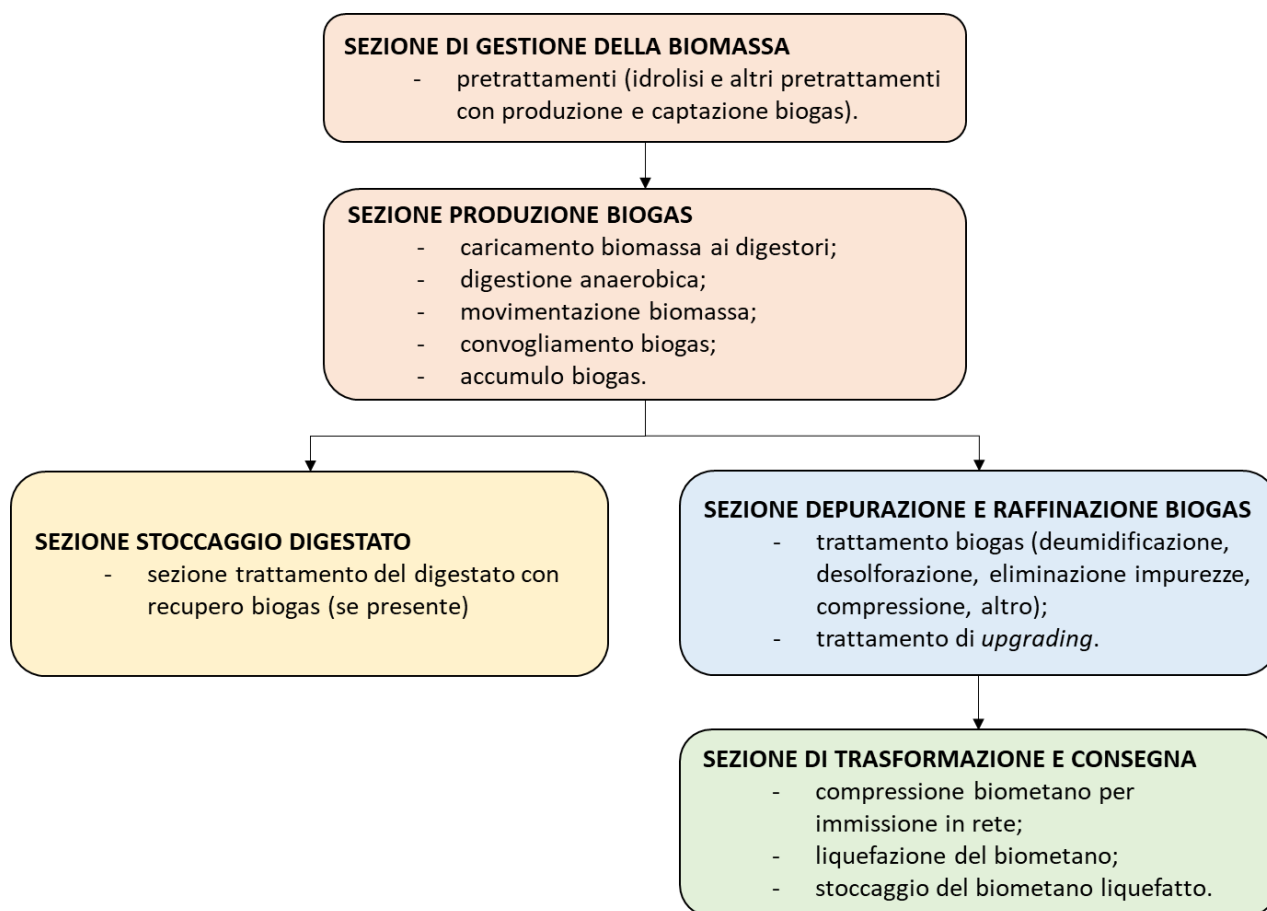 SEZIONE DI GESTIONE DELLA BIOMASSA
- pretrattamenti (idrolisi e altri pretrattamenti
con produzione e captazione biogas).
SEZIONE PRODUZIONE BIOGAS
- caricamento biomassa ai digestori;
- digestione anaerobica;
- movimentazione biomassa;
- convogliamento biogas;
- accumulo biogas.
SEZIONE STOCCAGGIO DIGESTATO
- sezione trattamento del digestato con
recupero biogas (se presente)
SEZIONE DEPURAZIONE E RAFFINAZIONE BIOGAS
- trattamento biogas (deumidificazione,
desolforazione, eliminazione impurezze,
compressione, altro);
- trattamento di upgrading.
SEZIONE DI TRASFORMAZIONE E CONSEGNA
- compressione biometano per
immissione in rete;
- liquefazione del biometano;
- stoccaggio del biometano liquefatto.